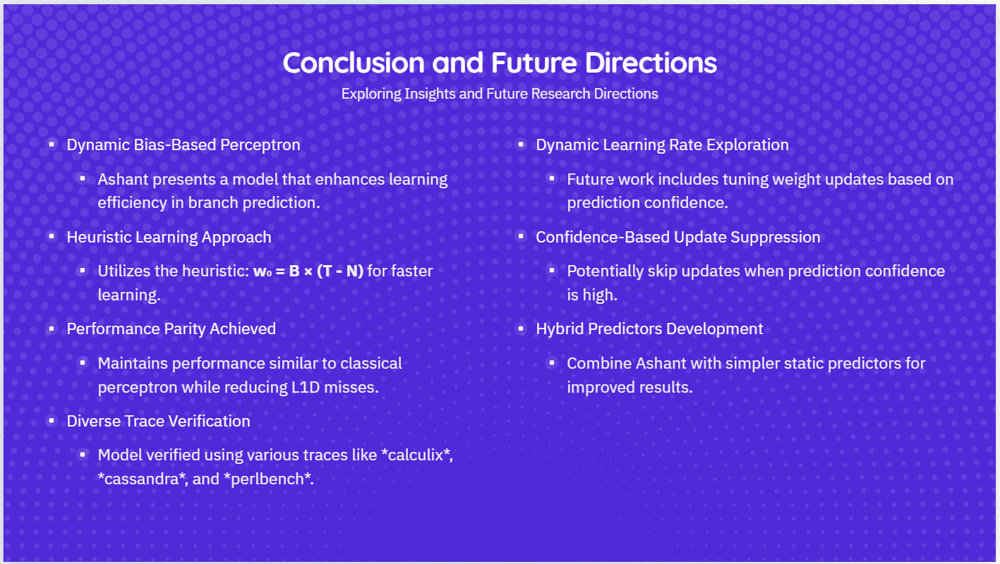 Conclusion and Future Directions
Exploring Insights and Future Research Directions
▪ Dynamic Bias-Based Perceptron
▪ Ashant presents a model that enhances learning
efficiency in branch prediction.
▪ Heuristic Learning Approach
▪ Utilizes the heuristic: w₀ = B × (T - N) for faster
learning.
▪ Performance Parity Achieved
▪ Maintains performance similar to classical
perceptron while reducing L1D misses.
▪ Diverse Trace Verification
▪ Model verified using various traces like *calculix*,
*cassandra*, and *perlbench*.
▪ Dynamic Learning Rate Exploration
▪ Future work includes tuning weight updates based on
prediction confidence.
▪ Confidence-Based Update Suppression
▪ Potentially skip updates when prediction confidence
is high.
▪ Hybrid Predictors Development
▪ Combine Ashant with simpler static predictors for
improved results.